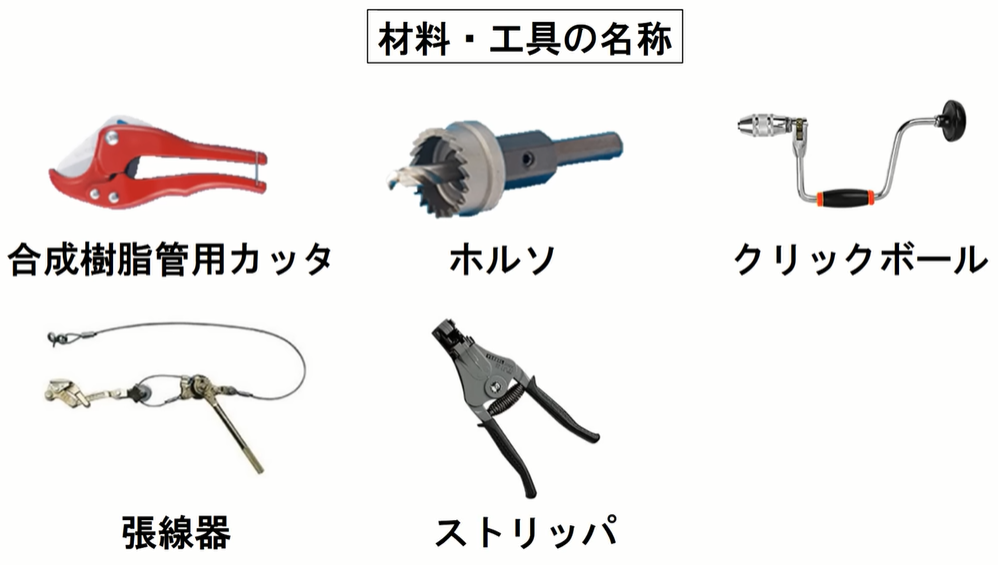 材料・工具の名称
合成樹脂管用カッタ
ホルソ
クリックボール
張線器
ストリッパ